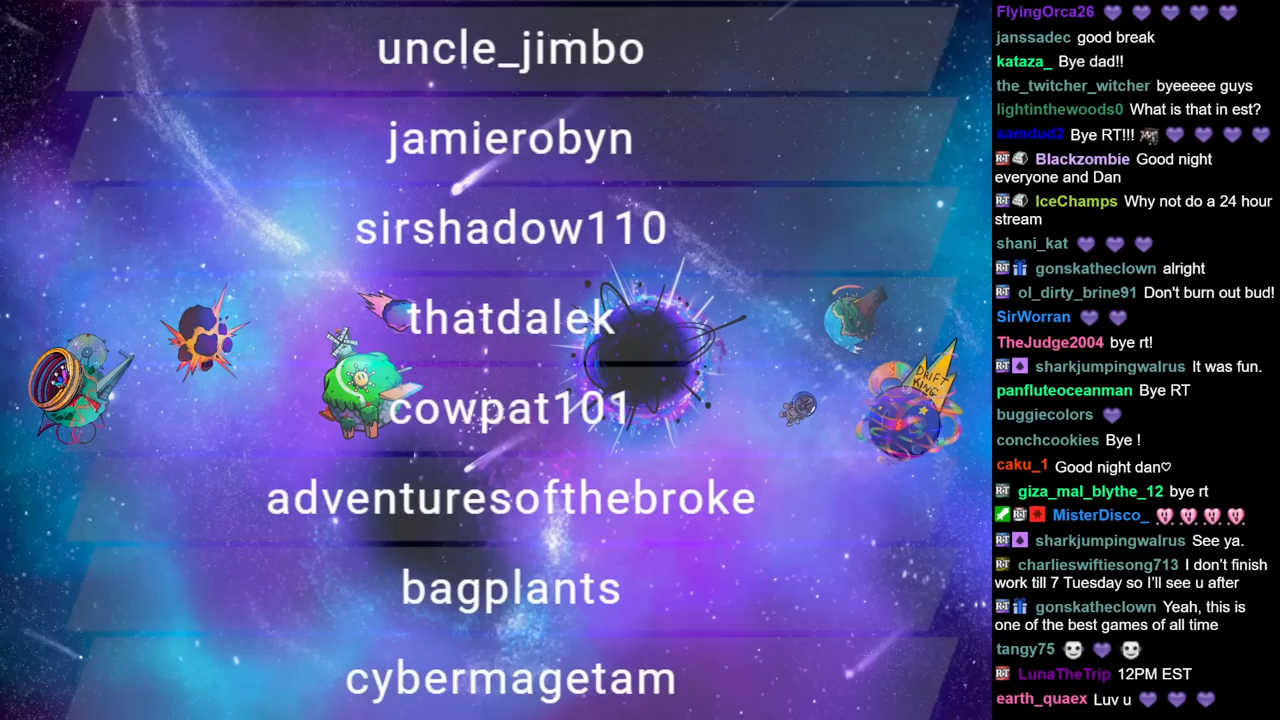 uncle_jimbo
jamierobyn
sirshadow110
thatdalek
cowpat101
adventuresofthebroke
bagplants
cybermagetam
DRIFT
KING
FlyingOrca26
janssadec good break
kataza_ Bye dad!!
the_twitcher_witcher byeeeee guys
lightinthewoods0 What is that in est?
samdud2 Bye RT!!!
Blackzombie Good night
everyone and Dan
IceChamps Why not do a 24 hour
stream
shani_kat
gonskatheclown alright
ol_dirty_brine91 Don't burn out bud!
SirWorran
TheJudge2004 bye rt!
sharkjumpingwalrus It was fun.
panfluteoceanman Bye RT
buggiecolors
conchcookies Bye !
caku_1 Good night dan♡
giza_mal_blythe_12 bye rt
MisterDisco_
sharkjumpingwalrus See ya.
charlieswiftiesong713 I don't finish
work till 7 Tuesday so I'll see u after
gonskatheclown Yeah, this is
one of the best games of all time
tangy75
LunaTheTrip 12PM EST
earth_quaex Luv u